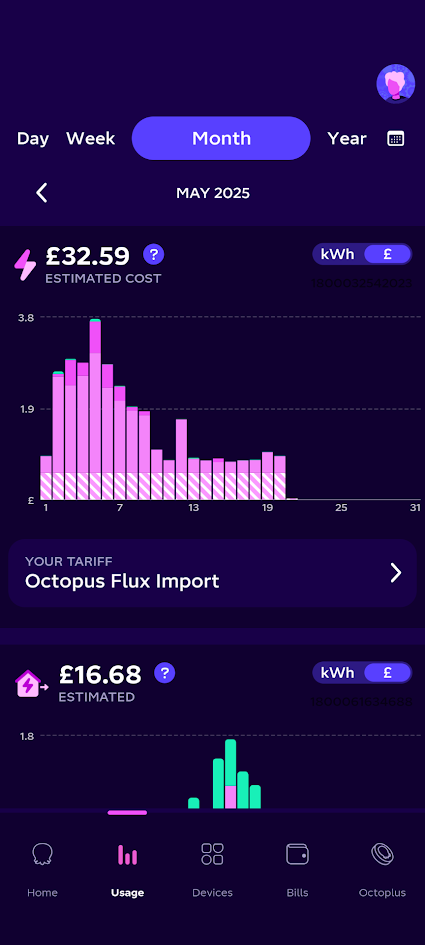 Day Week Month Year
MAY 2025
£32.59 ?
ESTIMATED COST
kWh £
3.8
1.9
£
1 7 13 19 25 31
YOUR TARIFF
Octopus Flux Import
£16.68 ?
ESTIMATED
kWh £
1.8
Home Usage Devices Bills Octoplus